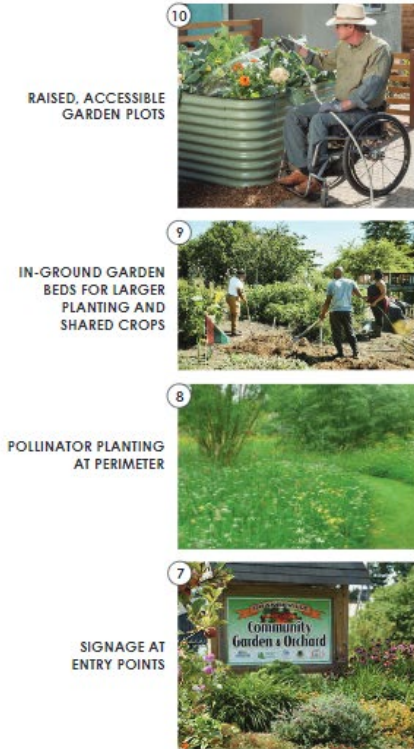 10
RAISED, ACCESSIBLE
GARDEN PLOTS
9
IN-GROUND GARDEN
BEDS FOR LARGER
PLANTING AND
SHARED CROPS
8
POLLINATOR PLANTING
AT PERIMETER
7
SIGNAGE AT
ENTRY POINTS
Community
Garden & Orchard